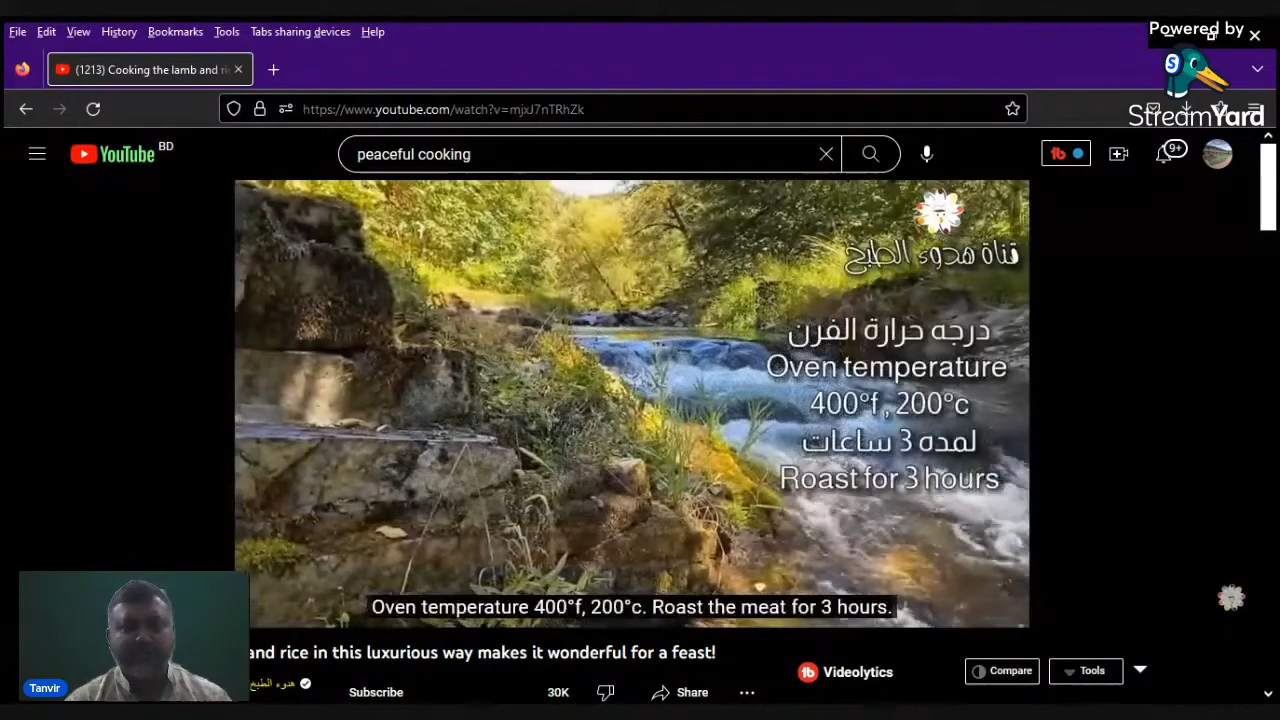 File Edit View History Bookmarks Tools Tabs sharing devices Help
Powered by
(1213) Cooking the lamb and ri
StreamYard
https://www.youtube.com/watch?v=mjxJ7nTRhZk
YouTube BD
peaceful cooking
9+
قناة هدوء الطبخ
درجه حرارة الفرن
Oven temperature
400°f , 200°c
لمده 3 ساعات
Roast for 3 hours
Oven temperature 400°f, 200°c. Roast the meat for 3 hours.
and rice in this luxurious way makes it wonderful for a feast!
Videolytics
Compare
Tools
Tanvir
هدوء الطبخ
Subscribe
30K
Share